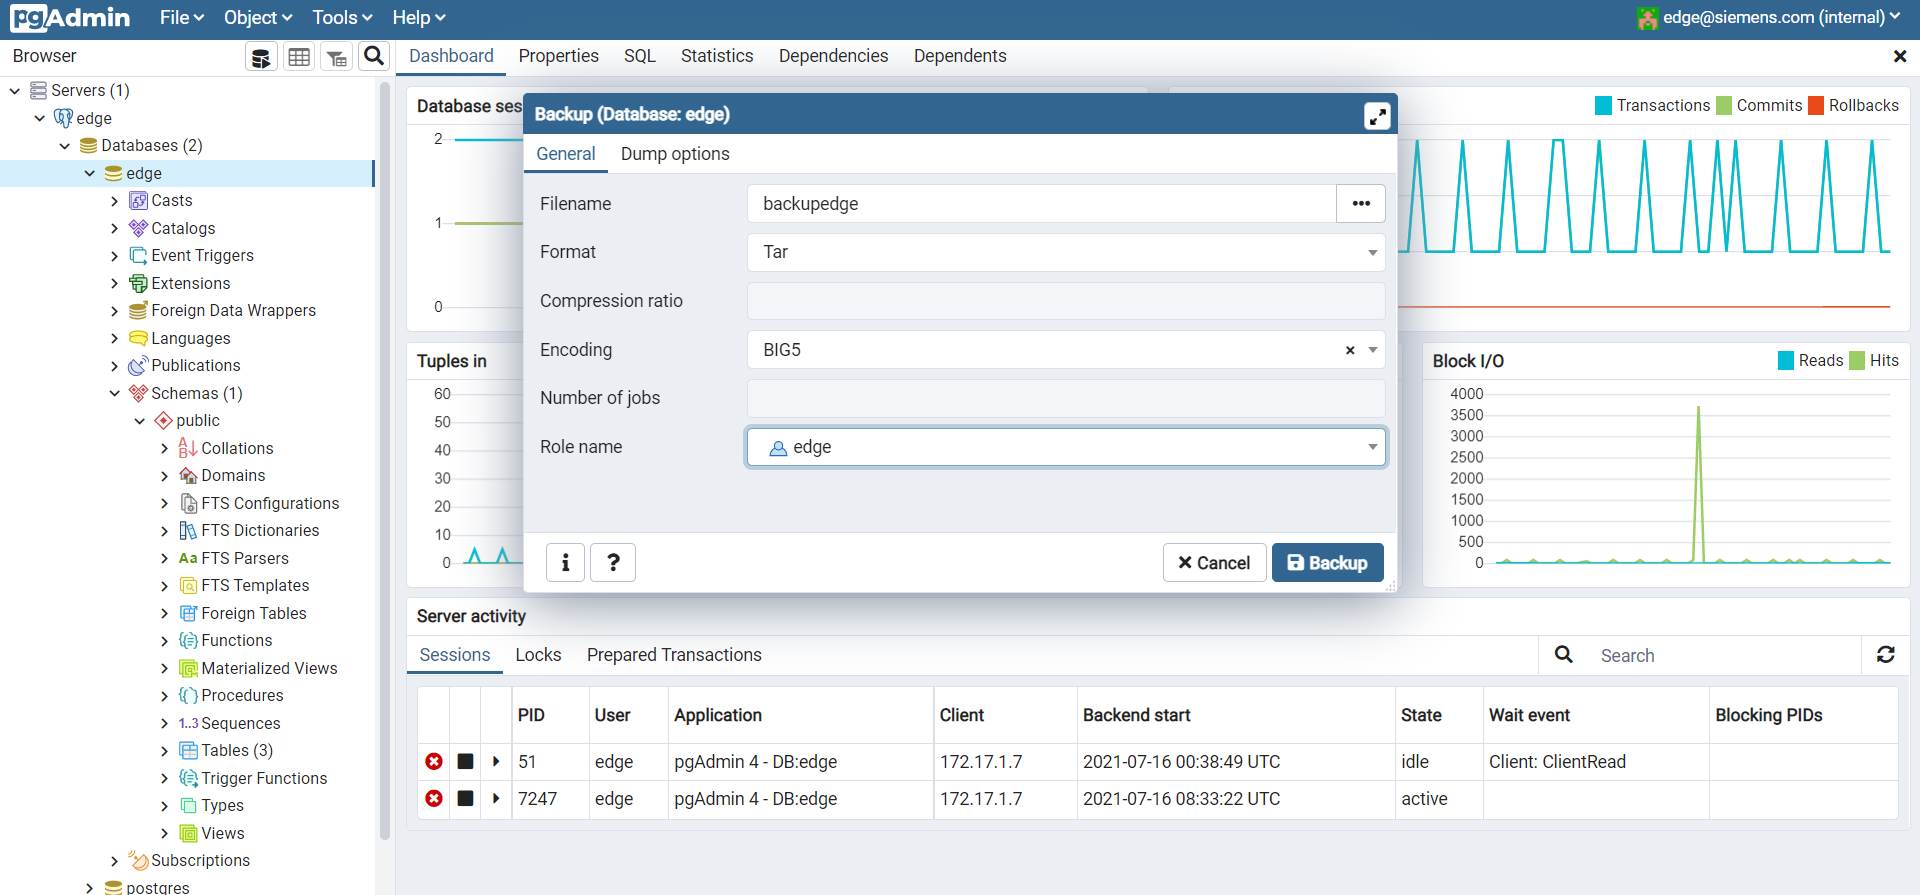 pgAdmin File Object Tools Help edge@siemens.com (internal)
Browser
Dashboard Properties SQL Statistics Dependencies Dependents
Servers (1)
edge
Databases (2)
edge
Casts
Catalogs
Event Triggers
Extensions
Foreign Data Wrappers
Languages
Publications
Schemas (1)
public
Collations
Domains
FTS Configurations
FTS Dictionaries
Aa FTS Parsers
FTS Templates
Foreign Tables
Functions
Materialized Views
Procedures
1..3 Sequences
Tables (3)
Trigger Functions
Types
Views
Subscriptions
postgres
Database ses
2
1
0
Transactions Commits Rollbacks
Backup (Database: edge)
General Dump options
Filename backupedge
Format Tar
Compression ratio
Encoding BIG5
Number of jobs
Role name edge
i ? Cancel Backup
Tuples in
60
50
40
30
20
10
0
Block I/O Reads Hits
4000
3500
3000
2500
2000
1500
1000
500
0
Server activity
Sessions Locks Prepared Transactions Search
PID User Application Client Backend start State Wait event Blocking PIDs
51 edge pgAdmin 4 - DB:edge 172.17.1.7 2021-07-16 00:38:49 UTC idle Client: ClientRead
7247 edge pgAdmin 4 - DB:edge 172.17.1.7 2021-07-16 08:33:22 UTC active